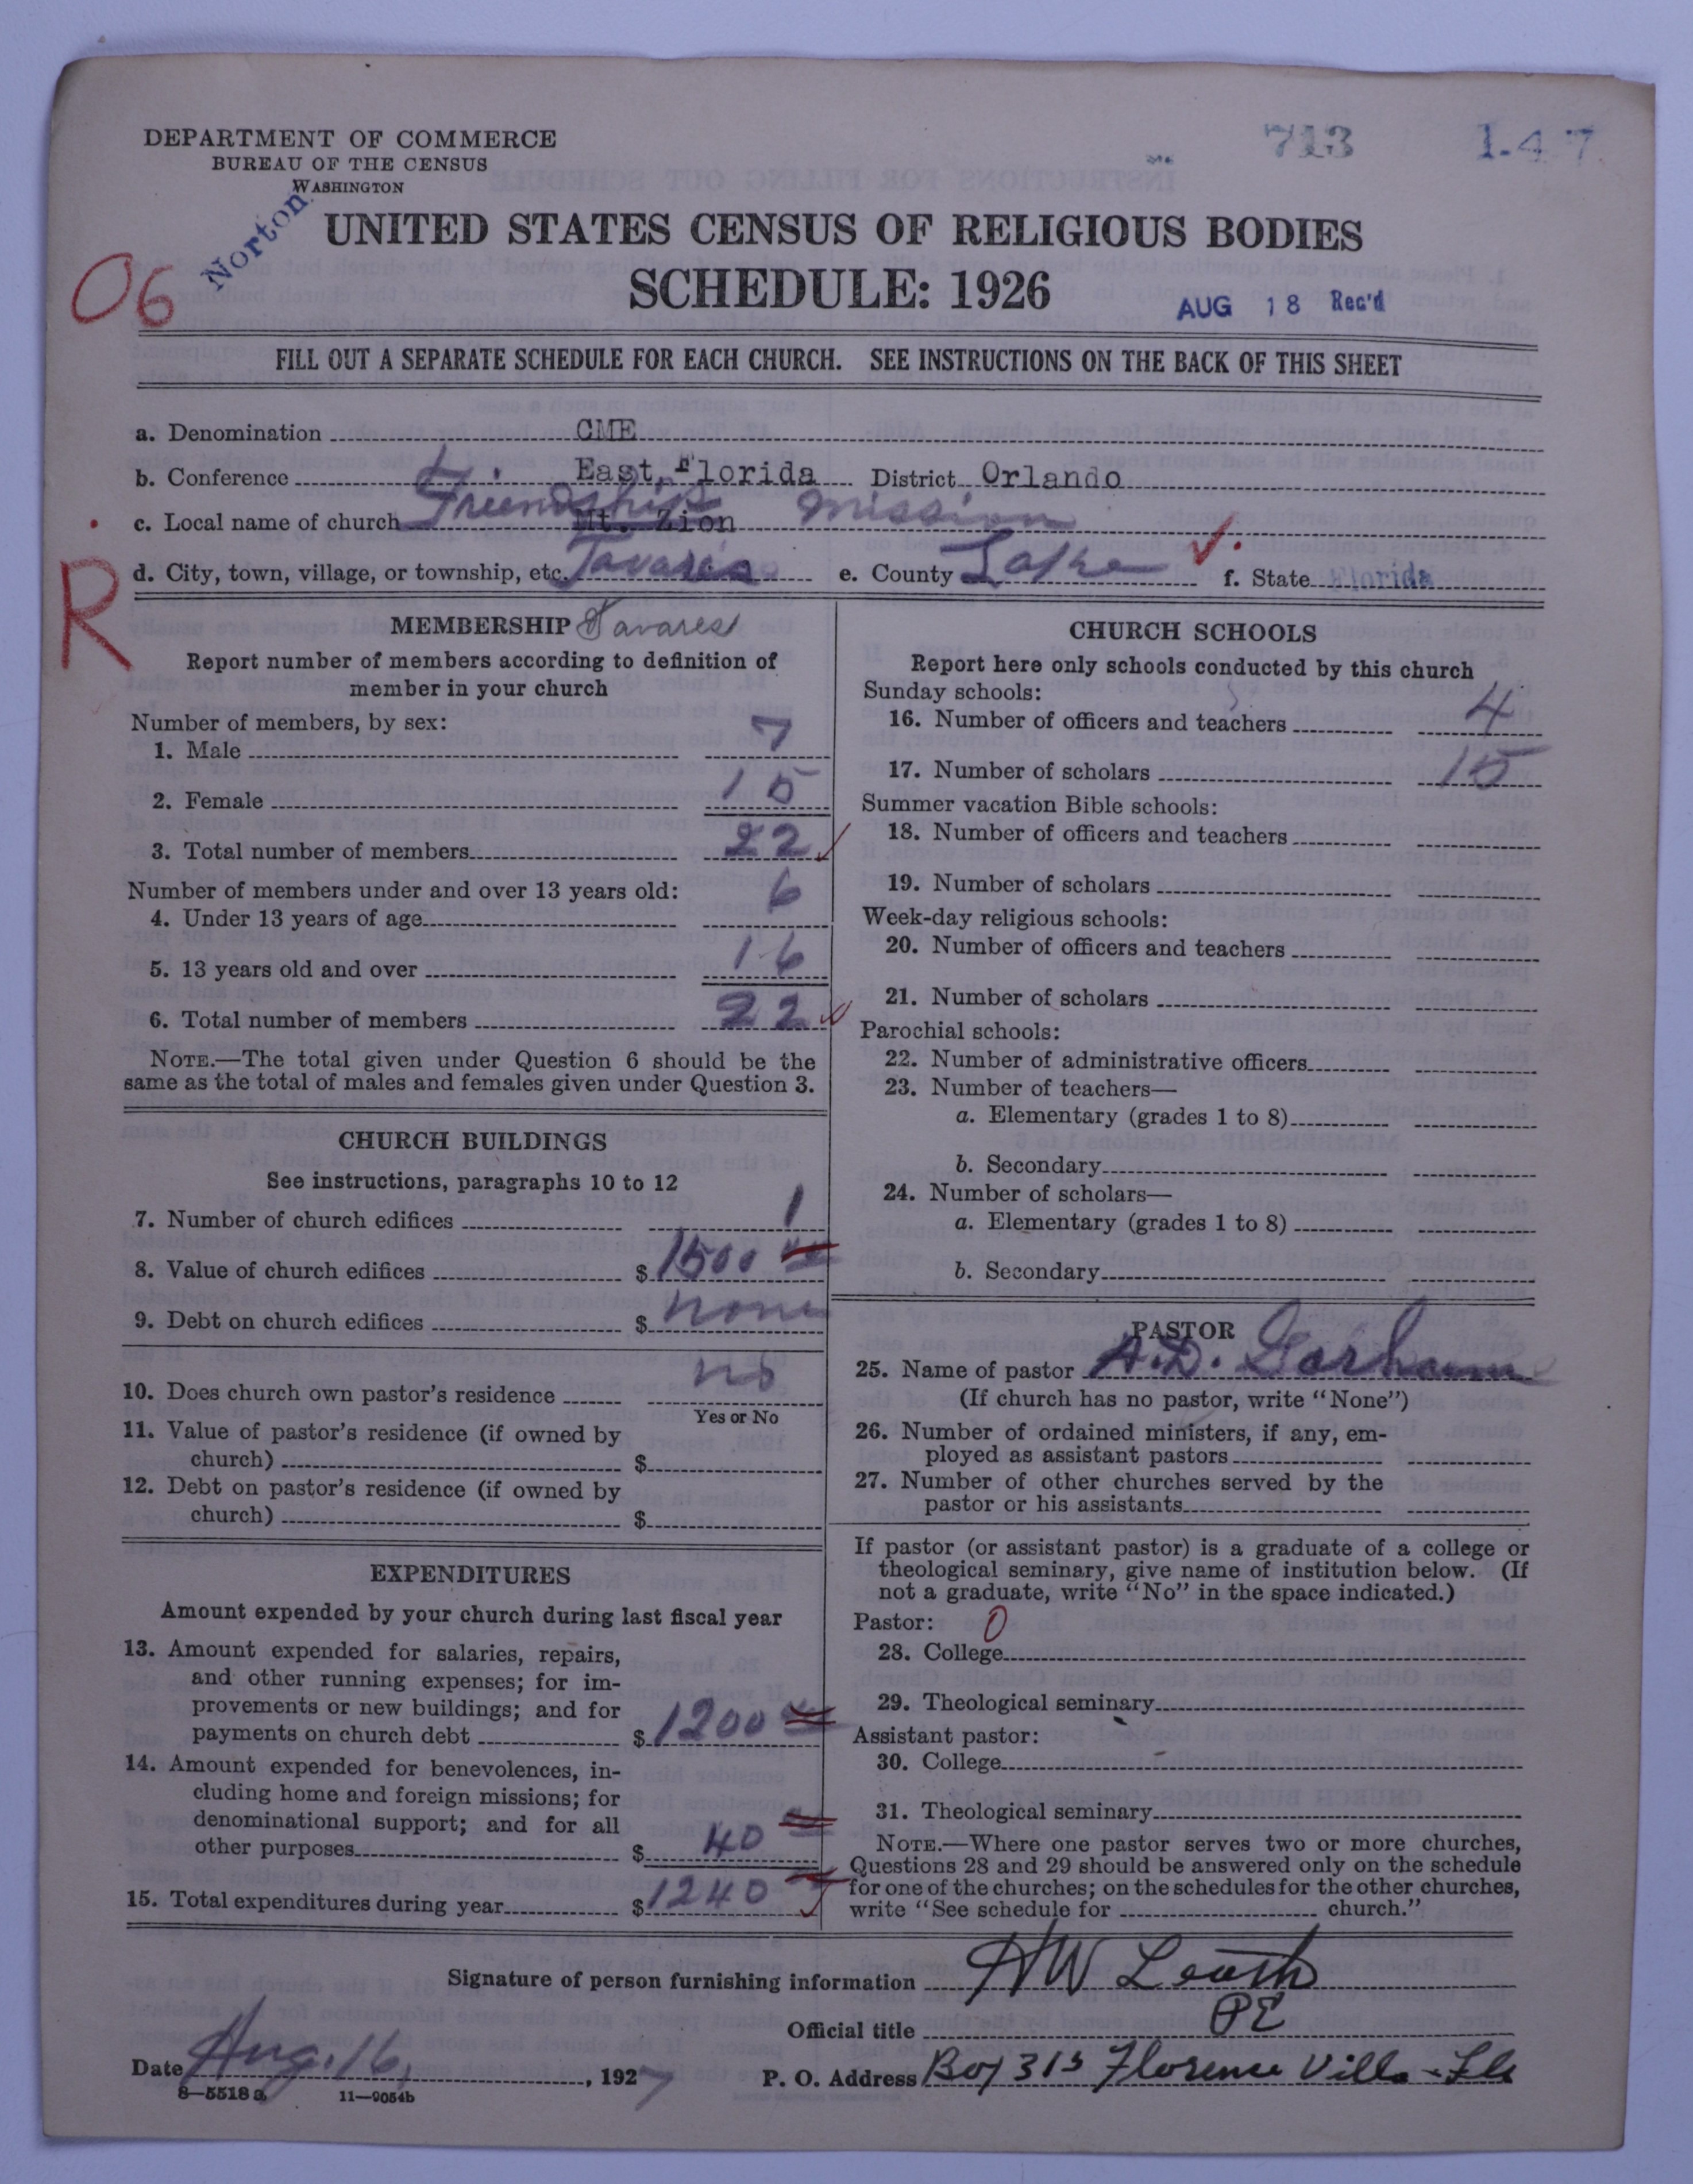 DEPARTMENT OF COMMERCE
BUREAU OF THE CENSUS
WASHINGTON
713 1-47
Norton
06
UNITED STATES CENSUS OF RELIGIOUS BODIES
SCHEDULE: 1926
AUG 18 Rec'd
FILL OUT A SEPARATE SCHEDULE FOR EACH CHURCH. SEE INSTRUCTIONS ON THE BACK OF THIS SHEET
a. Denomination CME
b. Conference East Florida District Orlando
c. Local name of church Friendship Mt. Zion Mission
d. City, town, village, or township, etc. Tavares e. County Lake f. State Florida
R
MEMBERSHIP Tavares
Report number of members according to definition of
member in your church
Number of members, by sex:
1. Male 7
2. Female 15
3. Total number of members 22
Number of members under and over 13 years old:
4. Under 13 years of age 6
5. 13 years old and over 16
6. Total number of members 22
NOTE.—The total given under Question 6 should be the
same as the total of males and females given under Question 3.
CHURCH BUILDINGS
See instructions, paragraphs 10 to 12
7. Number of church edifices 1
8. Value of church edifices $1500
9. Debt on church edifices $ none
10. Does church own pastor's residence no
Yes or No
11. Value of pastor's residence (if owned by
church) $
12. Debt on pastor's residence (if owned by
church) $
EXPENDITURES
Amount expended by your church during last fiscal year
13. Amount expended for salaries, repairs,
and other running expenses; for im-
provements or new buildings; and for
payments on church debt $1200
14. Amount expended for benevolences, in-
cluding home and foreign missions; for
denominational support; and for all
other purposes $ 40
15. Total expenditures during year $1240
CHURCH SCHOOLS
Report here only schools conducted by this church
Sunday schools:
16. Number of officers and teachers 4
17. Number of scholars 15
Summer vacation Bible schools:
18. Number of officers and teachers
19. Number of scholars
Week-day religious schools:
20. Number of officers and teachers
21. Number of scholars
Parochial schools:
22. Number of administrative officers
23. Number of teachers—
a. Elementary (grades 1 to 8)
b. Secondary
24. Number of scholars—
a. Elementary (grades 1 to 8)
b. Secondary
PASTOR
25. Name of pastor A.D. Gorham
(If church has no pastor, write "None")
26. Number of ordained ministers, if any, em-
ployed as assistant pastors
27. Number of other churches served by the
pastor or his assistants
If pastor (or assistant pastor) is a graduate of a college or
theological seminary, give name of institution below. (If
not a graduate, write "No" in the space indicated.)
Pastor: 0
28. College
29. Theological seminary
Assistant pastor:
30. College
31. Theological seminary
NOTE.—Where one pastor serves two or more churches,
Questions 28 and 29 should be answered only on the schedule
for one of the churches; on the schedules for the other churches,
write "See schedule for church."
Signature of person furnishing information HW Leath
Official title PE
Date Aug. 16, 1927 P. O. Address Box 315 Florence Villa - Fla
8—5518a 11—9054b